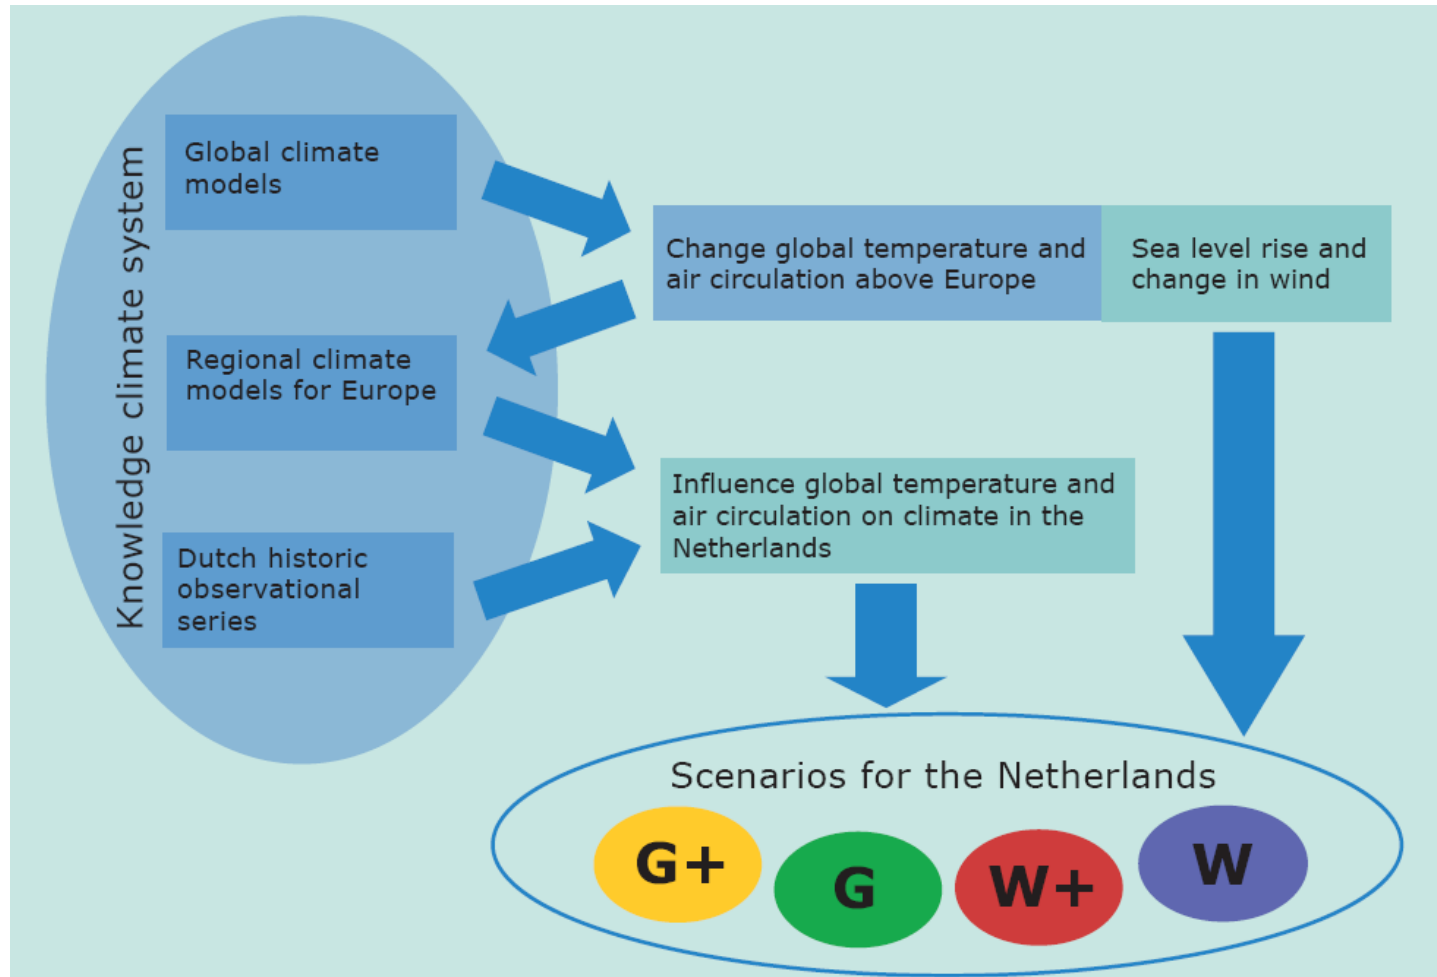 Knowledge climate system
Global climate
models
Change global temperature and
air circulation above Europe
Sea level rise and
change in wind
Regional climate
models for Europe
Influence global temperature and
air circulation on climate in the
Netherlands
Dutch historic
observational
series
Scenarios for the Netherlands
G+
G
W+
W